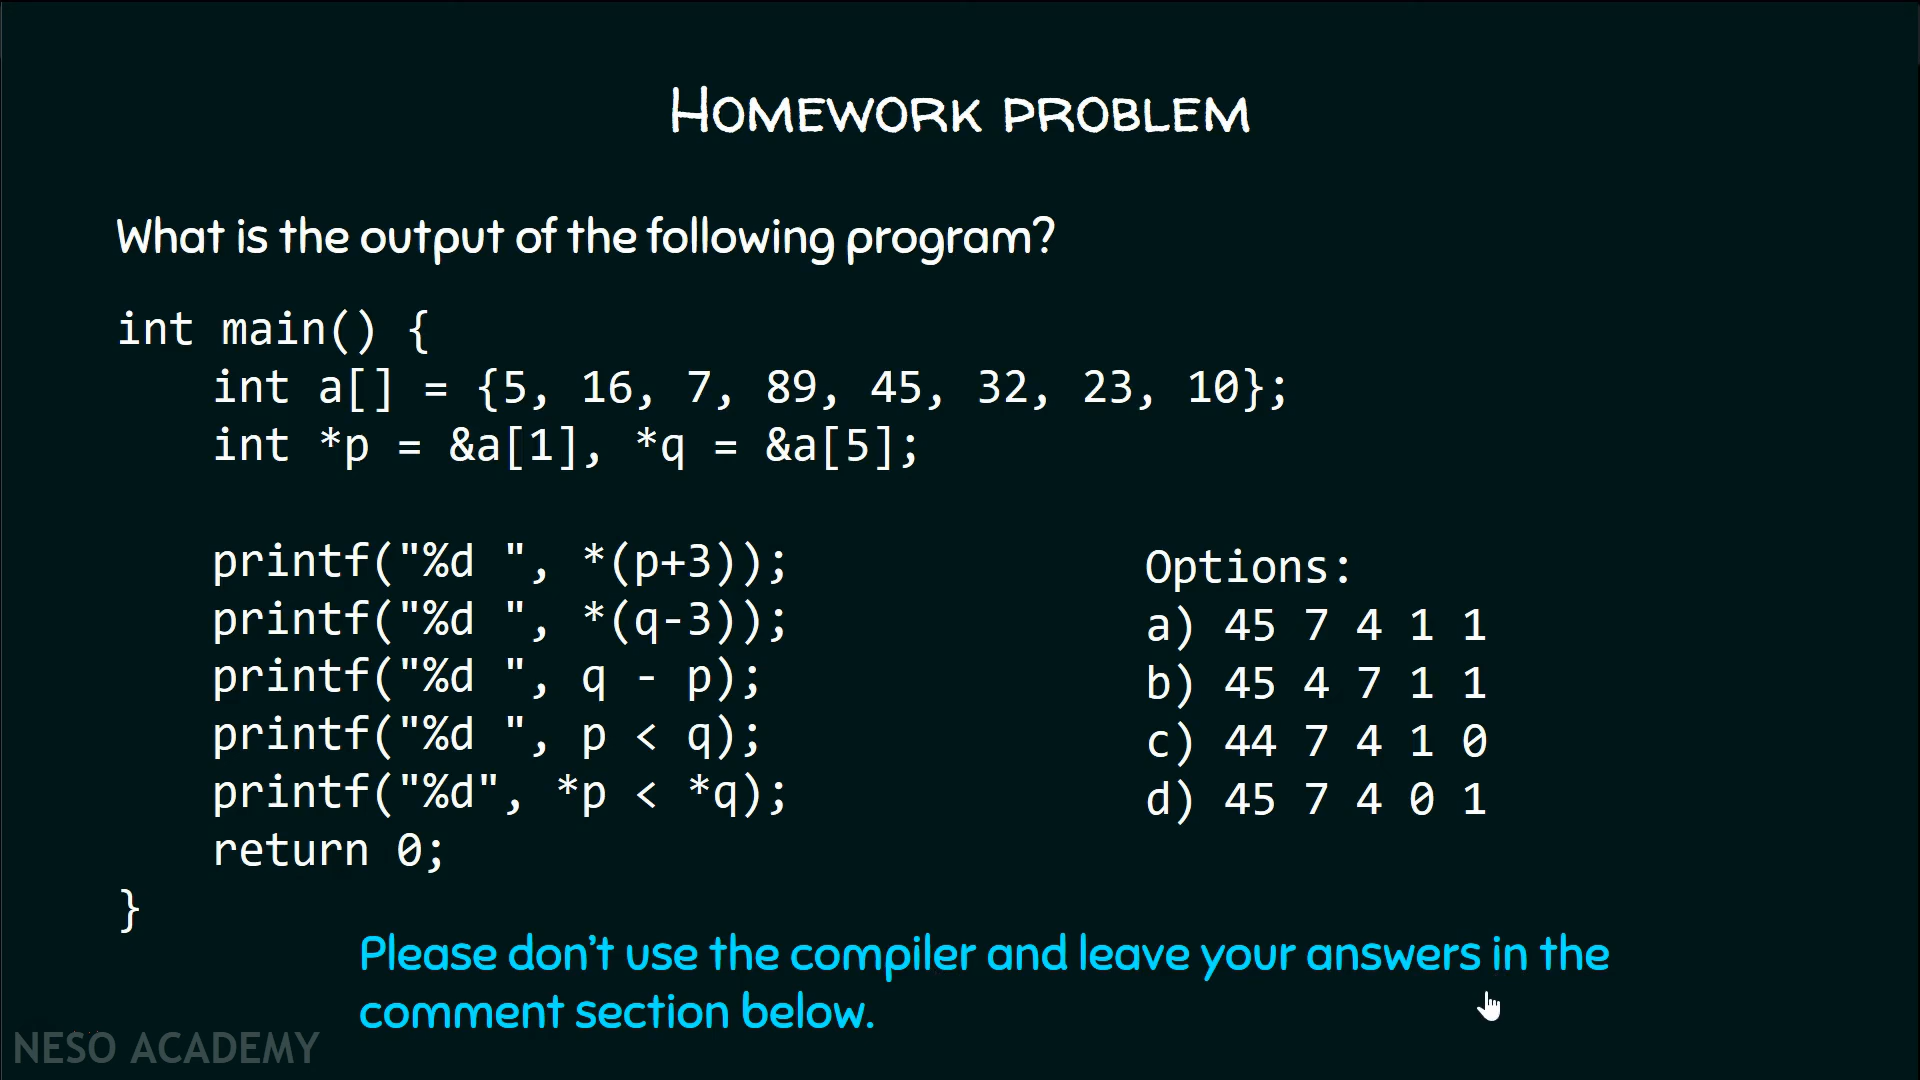 HOMEWORK PROBLEM
What is the output of the following program?
int main() {
    int a[] = {5, 16, 7, 89, 45, 32, 23, 10};
    int *p = &a[1], *q = &a[5];
    printf("%d ", *(p+3));
    printf("%d ", *(q-3));
    printf("%d ", q - p);
    printf("%d ", p < q);
    printf("%d", *p < *q);
    return 0;
}
Options:
a) 45 7 4 1 1
b) 45 4 7 1 1
c) 44 7 4 1 0
d) 45 7 4 0 1
Please don't use the compiler and leave your answers in the
comment section below.
NESO ACADEMY